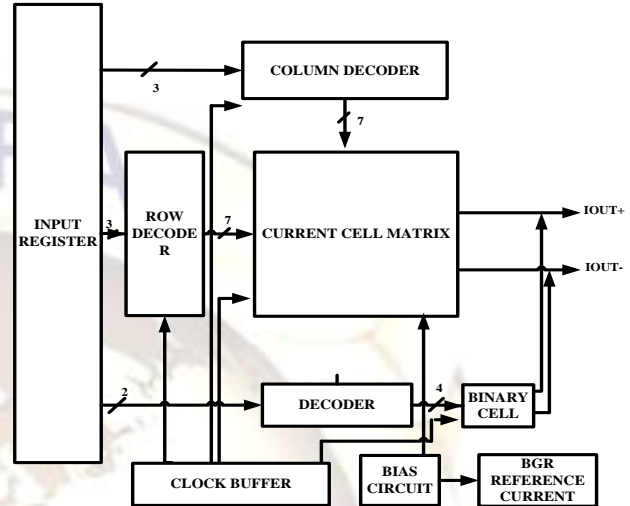 COLUMN DECODER
3
7
INPUT
REGISTER
3
ROW
DECODE
R
7
CURRENT CELL MATRIX
IOUT+
IOUT-
2
DECODER
4
BINARY
CELL
CLOCK BUFFER
BIAS
CIRCUIT
BGR
REFERENCE
CURRENT